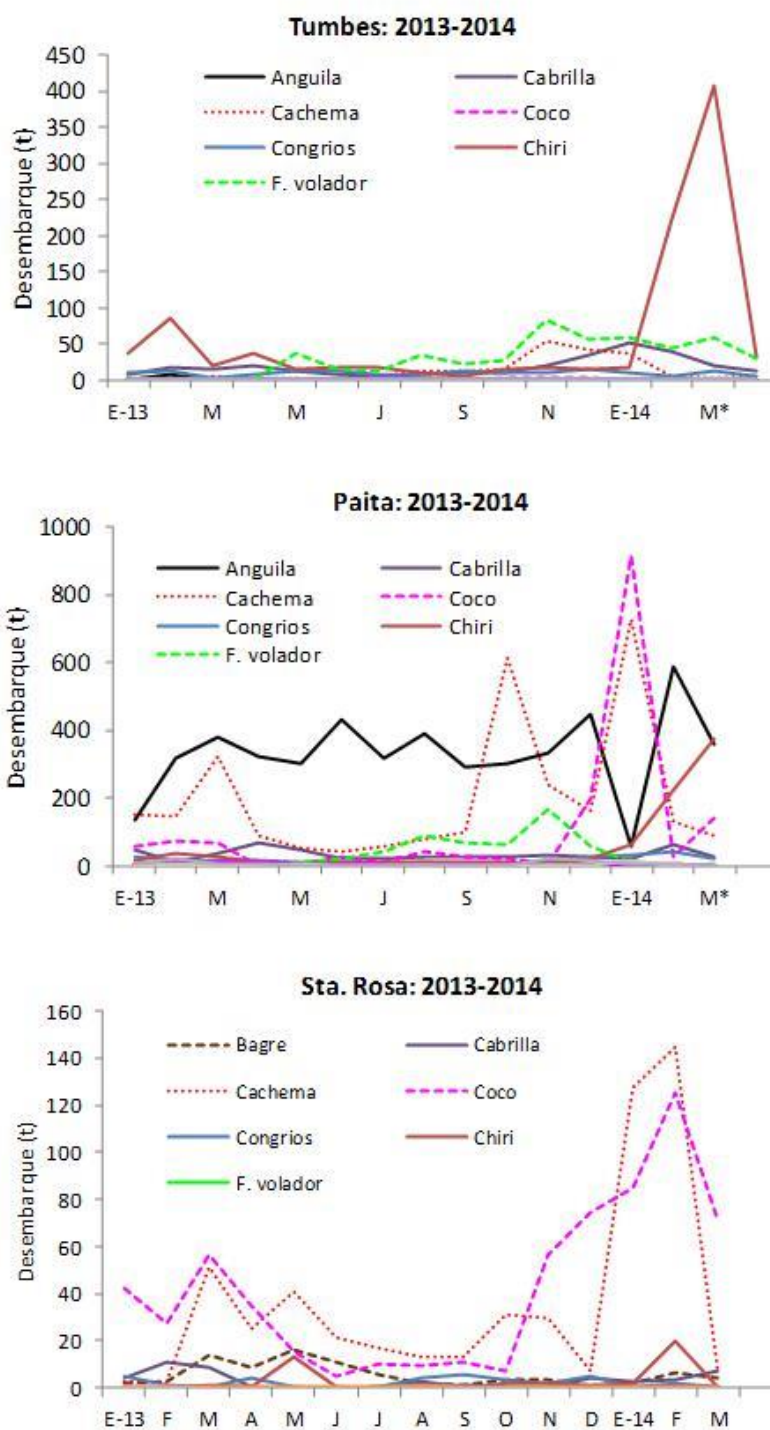 Tumbes: 2013-2014
Desembarque (t)
450
400
350
300
250
200
150
100
50
0
Anguila Cabrilla
Cachema Coco
Congrios Chiri
F. volador
E-13 M M J S N E-14 M*
Paita: 2013-2014
Desembarque (t)
1000
800
600
400
200
0
Anguila Cabrilla
Cachema Coco
Congrios Chiri
F. volador
E-13 M M J S N E-14 M*
Sta. Rosa: 2013-2014
Desembarque (t)
160
140
120
100
80
60
40
20
0
Bagre Cabrilla
Cachema Coco
Congrios Chiri
F. volador
E-13 F M A M J J A S O N D E-14 F M